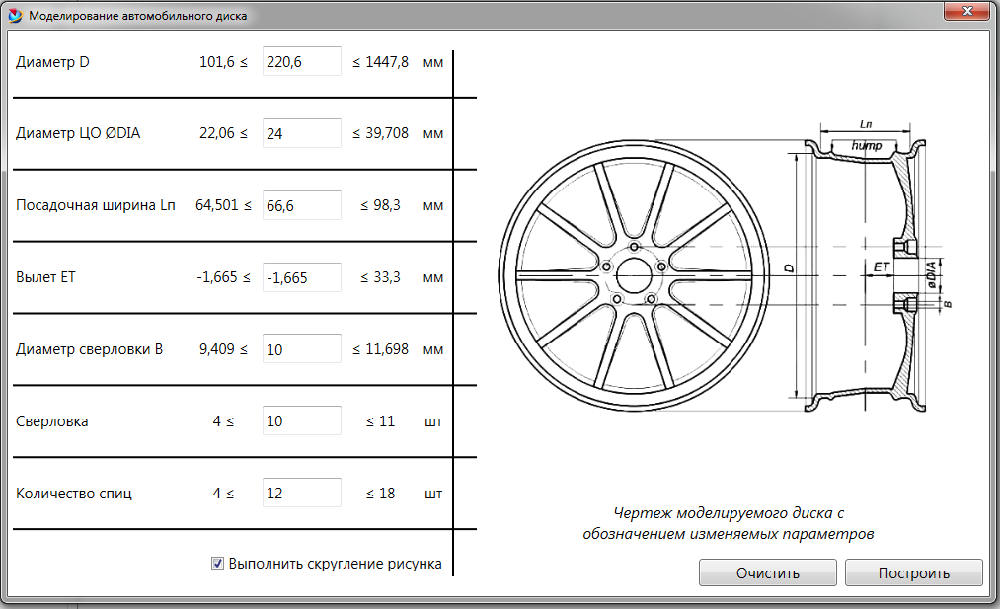 Моделирование автомобильного диска
Диаметр D 101,6 ≤ 220,6 ≤ 1447,8 мм
Диаметр ЦО ØDIA 22,06 ≤ 24 ≤ 39,708 мм
Посадочная ширина Lп 64,501 ≤ 66,6 ≤ 98,3 мм
Вылет ET -1,665 ≤ -1,665 ≤ 33,3 мм
Диаметр сверловки B 9,409 ≤ 10 ≤ 11,698 мм
Сверловка 4 ≤ 10 ≤ 11 шт
Количество спиц 4 ≤ 12 ≤ 18 шт
Выполнить скругление рисунка
Lп
hump
D
ET
øDIA
B
Чертеж моделируемого диска с
обозначением изменяемых параметров
Очистить
Построить